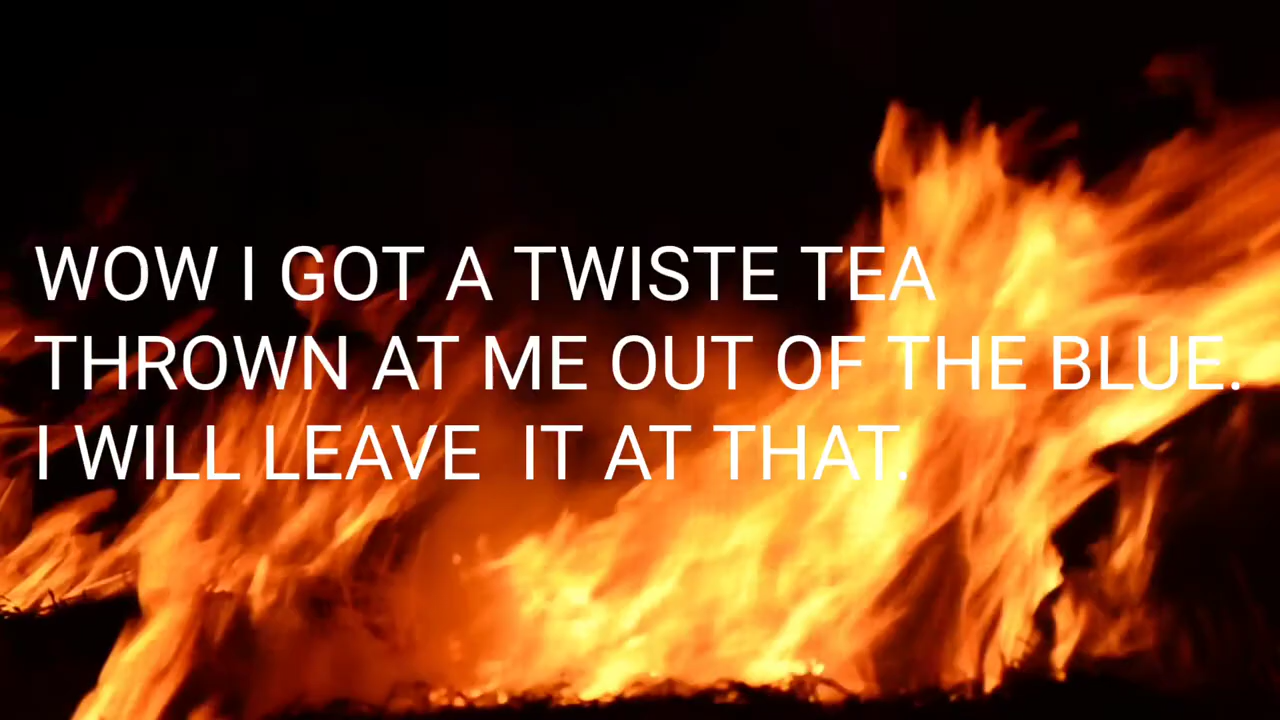 WOW I GOT A TWISTE TEA
THROWN AT ME OUT OF THE BLUE.
I WILL LEAVE  IT AT THAT.